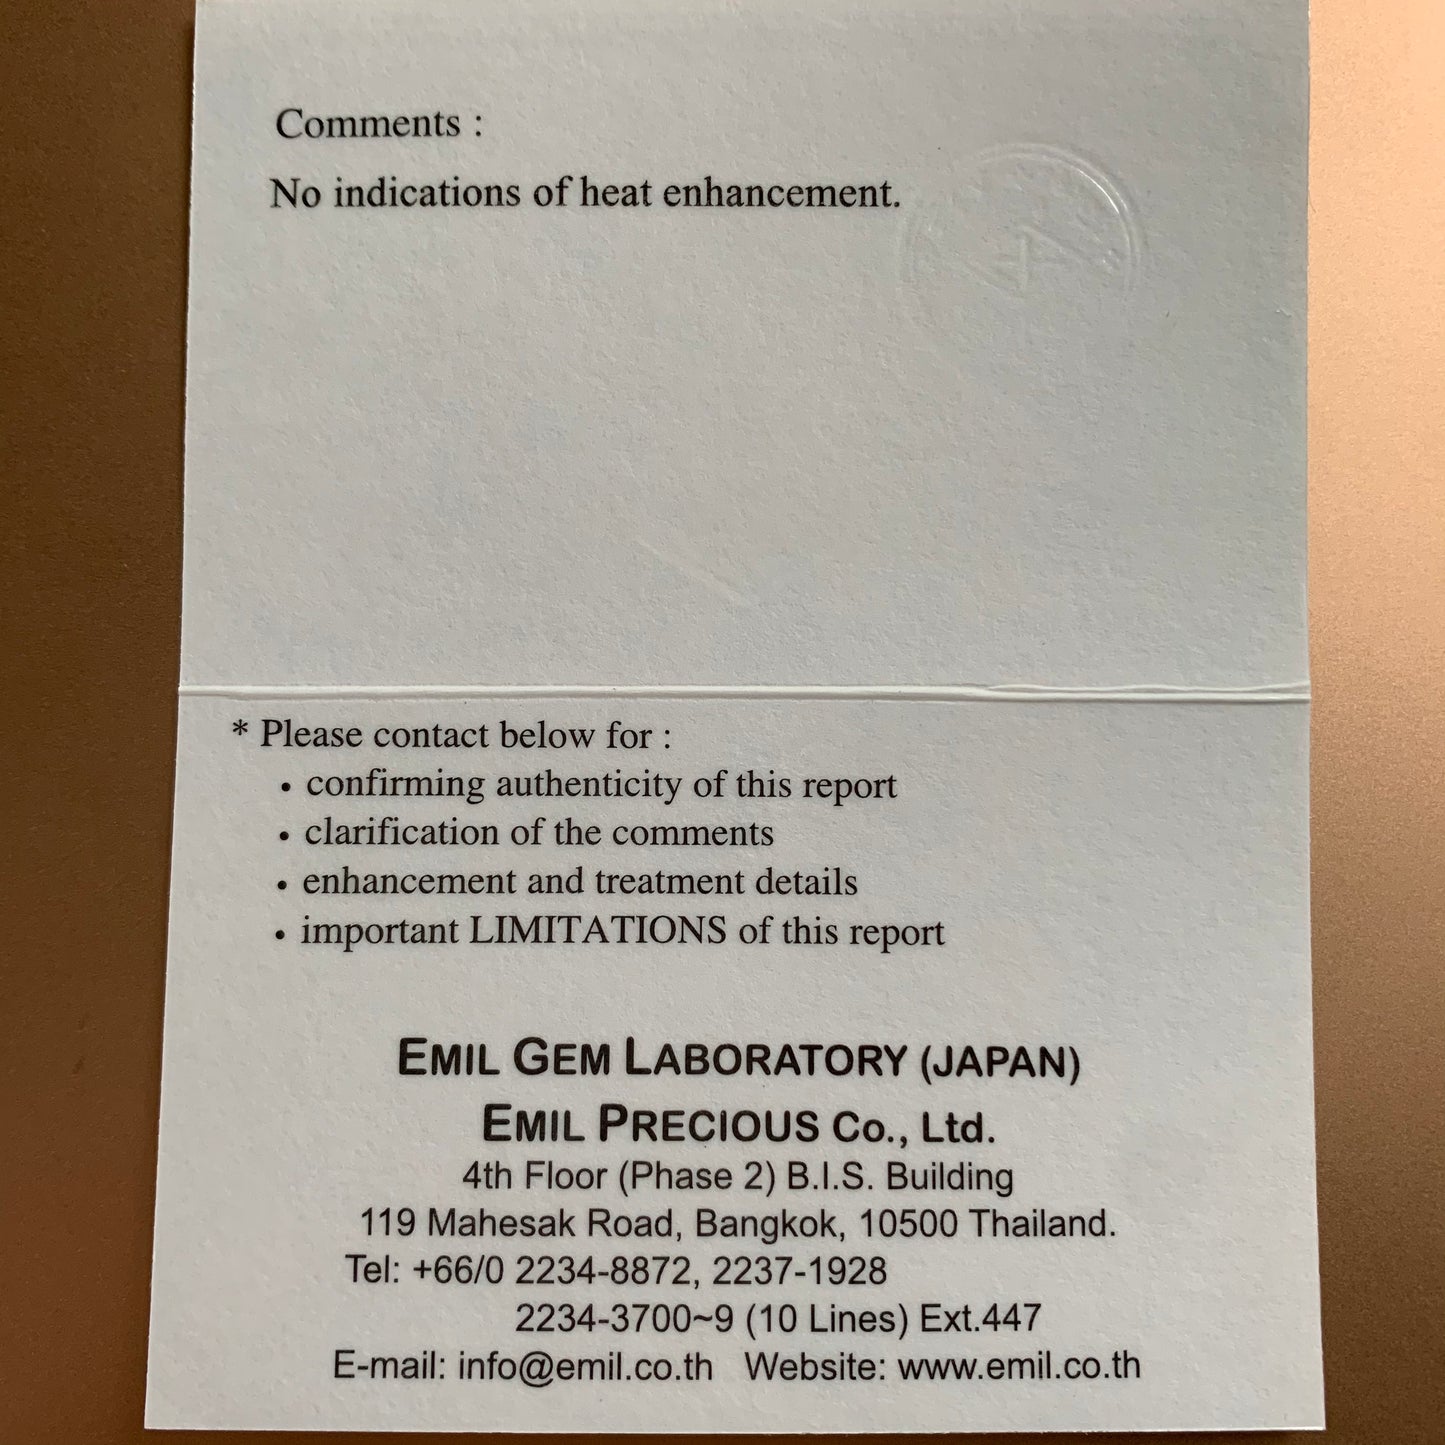 Comments :
No indications of heat enhancement.
* Please contact below for :
• confirming authenticity of this report
• clarification of the comments
• enhancement and treatment details
• important LIMITATIONS of this report
EMIL GEM LABORATORY (JAPAN)
EMIL PRECIOUS Co., Ltd.
4th Floor (Phase 2) B.I.S. Building
119 Mahesak Road, Bangkok, 10500 Thailand.
Tel: +66/0 2234-8872, 2237-1928
2234-3700~9 (10 Lines) Ext.447
E-mail: info@emil.co.th Website: www.emil.co.th